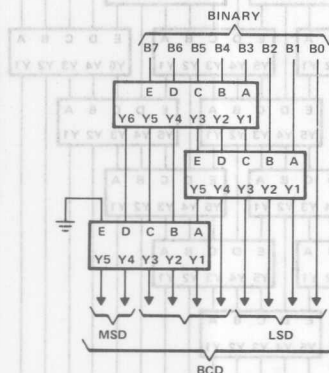 BINARY
B7 B6 B5 B4 B3 B2 B1 B0
E D C B A
Y6 Y5 Y4 Y3 Y2 Y1
E D C B A
Y5 Y4 Y3 Y2 Y1
E D C B A
Y5 Y4 Y3 Y2 Y1
MSD LSD
BCD